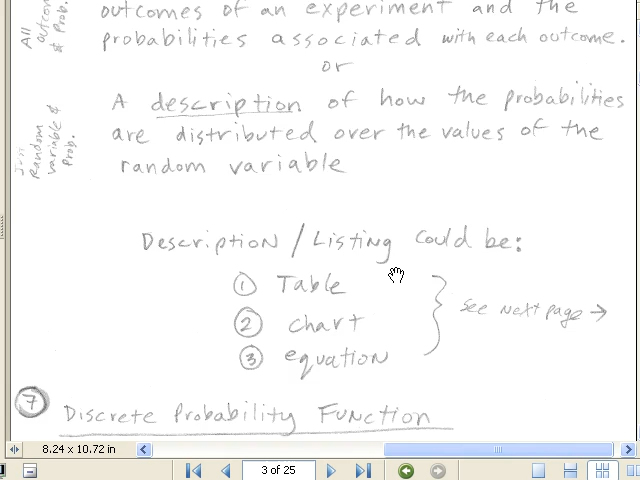 outcomes of an experiment and the
probabilities associated with each outcome.
or
A description of how the probabilities
are distributed over the values of the
random variable
All
outcom
& Prob.
Random
variable &
Prob.
Description / Listing could be:
① Table
② chart
③ equation
See next page →
⑦ Discrete Probability Function
8.24 x 10.72 in
3 of 25